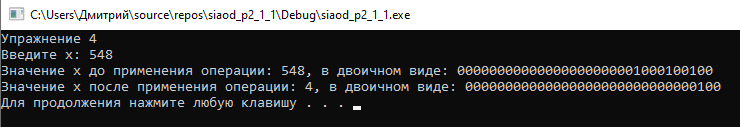 C:\Users\Дмитрий\source\repos\siaod_p2_1_1\Debug\siaod_p2_1_1.exe
Упражнение 4
Введите x: 548
Значение x до применения операции: 548, в двоичном виде: 00000000000000000000001000100100
Значение x после применения операции: 4, в двоичном виде: 00000000000000000000000000000100
Для продолжения нажмите любую клавишу . . .